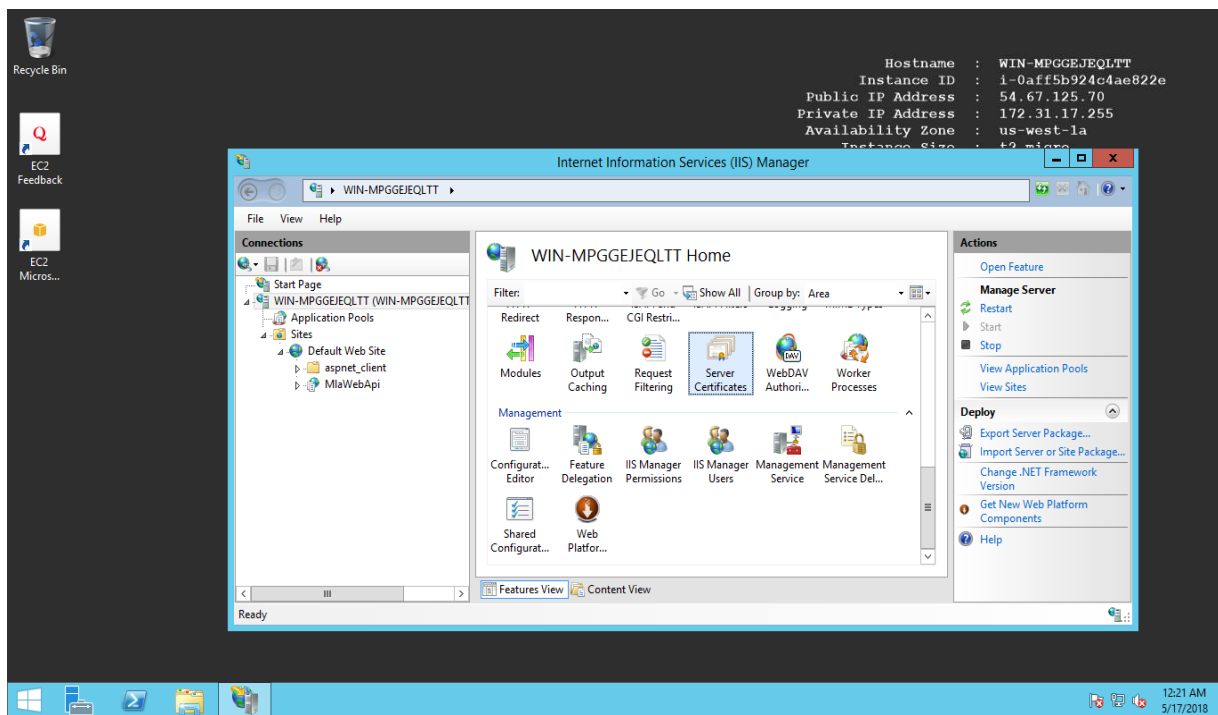 Recycle Bin
EC2
Feedback
EC2
Micros...
Hostname : WIN-MPGGEJEQLTT
Instance ID : i-0aff5b924c4ae822e
Public IP Address : 54.67.125.70
Private IP Address : 172.31.17.255
Availability Zone : us-west-1a
Instance Size : t2.micro
Internet Information Services (IIS) Manager
WIN-MPGGEJEQLTT
File View Help
Connections
Start Page
WIN-MPGGEJEQLTT (WIN-MPGGEJEQLTT
Application Pools
Sites
Default Web Site
aspnet_client
MlaWebApi
WIN-MPGGEJEQLTT Home
Filter: Go Show All Group by: Area
Redirect Respon... CGI Restri...
Modules Output Request Server WebDAV Worker
Caching Filtering Certificates Authori... Processes
Management
Configurat... Feature IIS Manager IIS Manager Management Management
Editor Delegation Permissions Users Service Service Del...
Shared Web
Configurat... Platfor...
Features View Content View
Actions
Open Feature
Manage Server
Restart
Start
Stop
View Application Pools
View Sites
Deploy
Export Server Package...
Import Server or Site Package...
Change .NET Framework
Version
Get New Web Platform
Components
Help
Ready
12:21 AM
5/17/2018